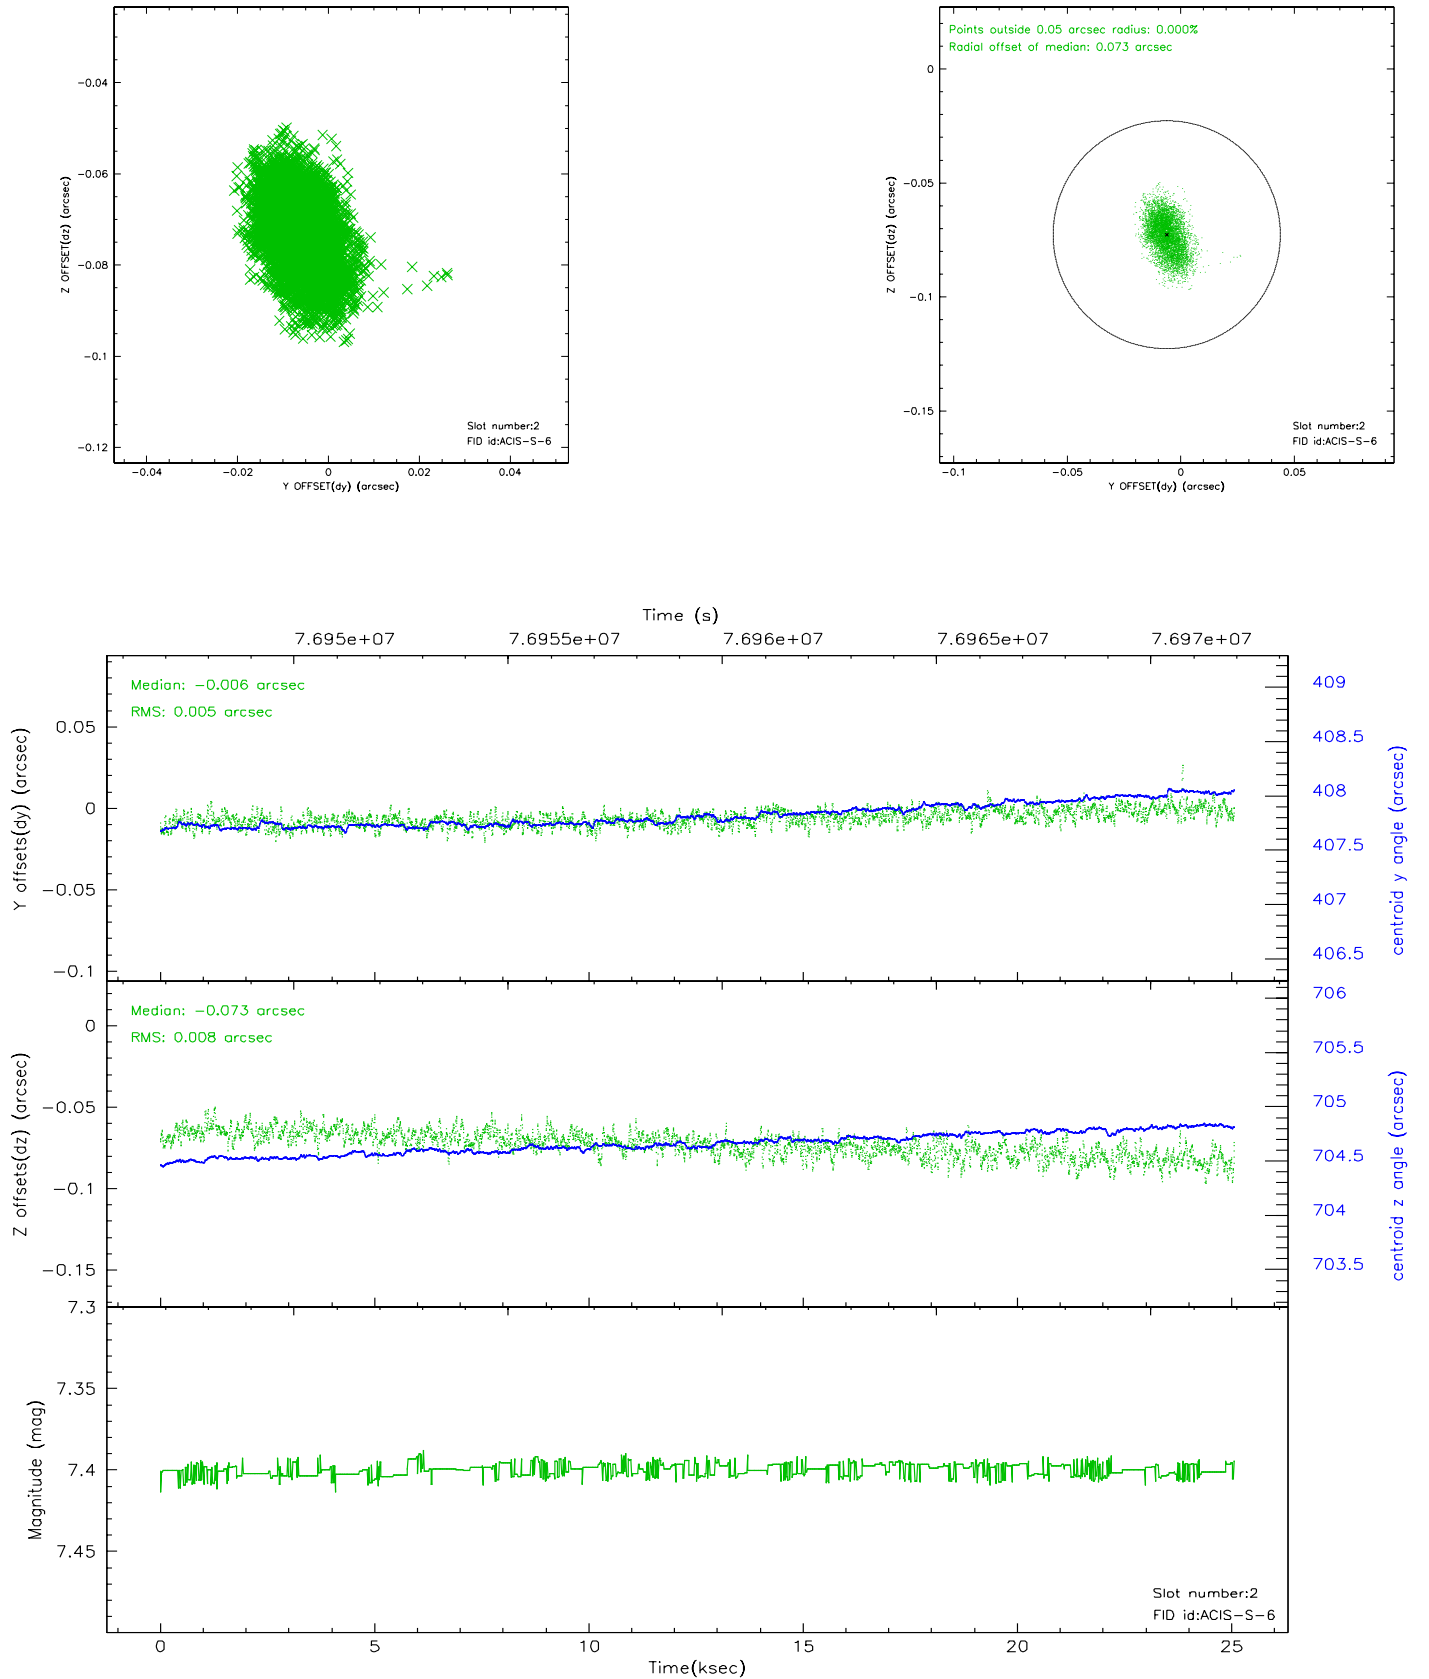 −0.04
−0.06
−0.08
−0.1
−0.12
Z OFFSET(dz) (arcsec)
Slot number:2
FID id:ACIS−S−6
−0.04 −0.02 0 0.02 0.04
Y OFFSET(dy) (arcsec)
Points outside 0.05 arcsec radius: 0.000%
Radial offset of median: 0.073 arcsec
0
−0.05
−0.1
−0.15
Z OFFSET(dz) (arcsec)
Slot number:2
FID id:ACIS−S−6
−0.1 −0.05 0 0.05
Y OFFSET(dy) (arcsec)
Time (s)
7.695e+07 7.6955e+07 7.696e+07 7.6965e+07 7.697e+07
Median: −0.006 arcsec
RMS: 0.005 arcsec
0.05
0
−0.05
−0.1
Y offsets(dy) (arcsec)
409
408.5
408
407.5
407
406.5
centroid y angle (arcsec)
Median: −0.073 arcsec
RMS: 0.008 arcsec
0
−0.05
−0.1
−0.15
Z offsets(dz) (arcsec)
706
705.5
705
704.5
704
703.5
centroid z angle (arcsec)
7.3
7.35
7.4
7.45
Magnitude (mag)
Slot number:2
FID id:ACIS−S−6
0 5 10 15 20 25
Time(ksec)